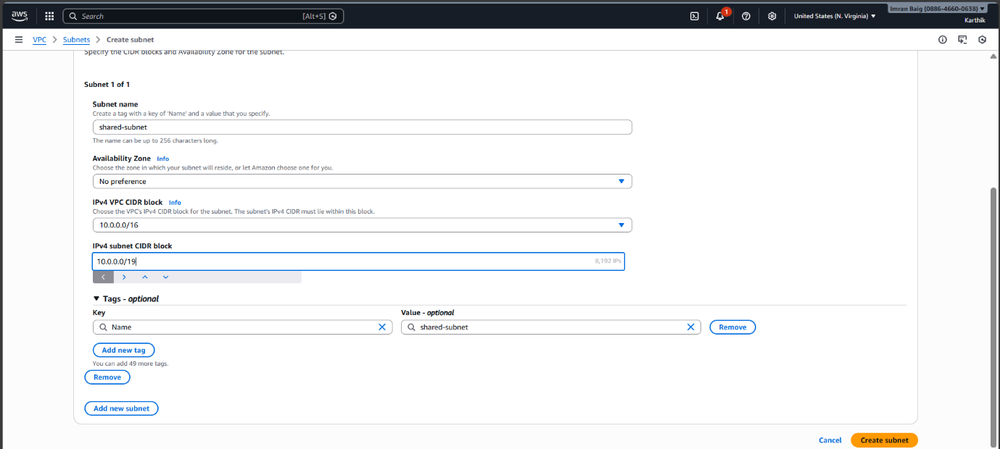 aws
Search [Alt+S]
1
United States (N. Virginia)
Imran Baig (0886-4660-0638)
Karthik
VPC > Subnets > Create subnet
Specify the CIDR blocks and Availability Zone for the subnet.
Subnet 1 of 1
Subnet name
Create a tag with a key of 'Name' and a value that you specify.
shared-subnet
The name can be up to 256 characters long.
Availability Zone Info
Choose the zone in which your subnet will reside, or let Amazon choose one for you.
No preference
IPv4 VPC CIDR block Info
Choose the VPC's IPv4 CIDR block for the subnet. The subnet's IPv4 CIDR must lie within this block.
10.0.0.0/16
IPv4 subnet CIDR block
10.0.0.0/19 8,192 IPs
Tags - optional
Key Value - optional
Name shared-subnet Remove
Add new tag
You can add 49 more tags.
Remove
Add new subnet
Cancel Create subnet